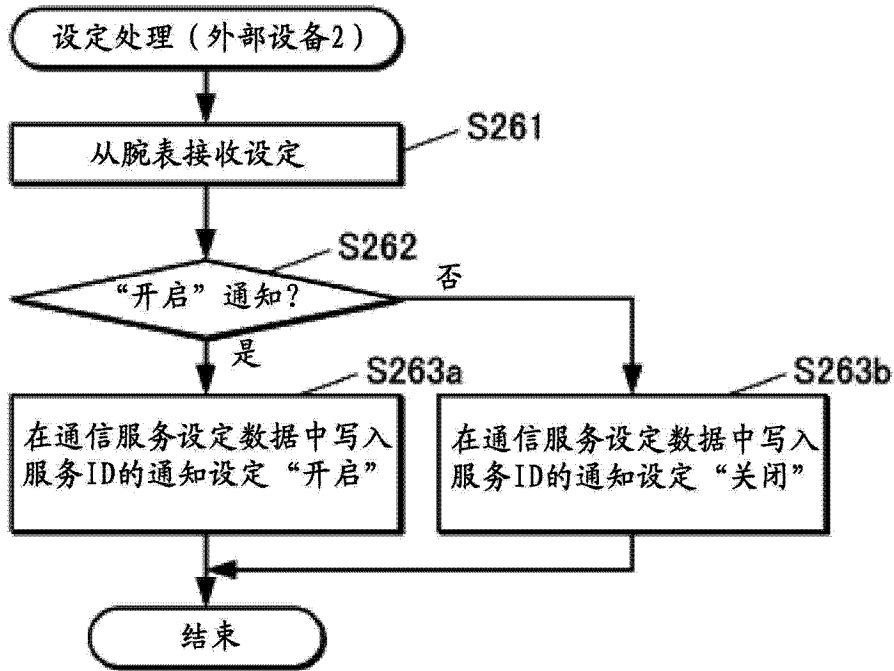 设定处理(外部设备2)
S261
从腕表接收设定
S262
“开启”通知?
否
是
S263a
在通信服务设定数据中写入
服务ID的通知设定“开启”
S263b
在通信服务设定数据中写入
服务ID的通知设定“关闭”
结束